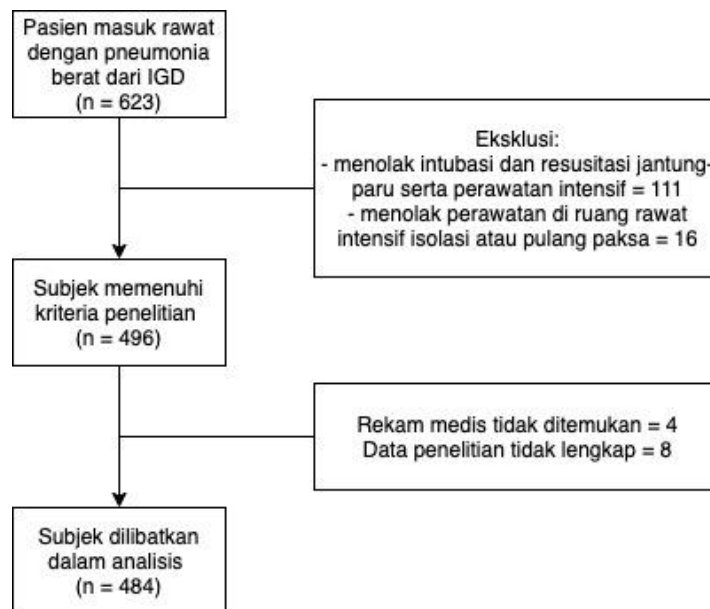 Pasien masuk rawat
dengan pneumonia
berat dari IGD
(n = 623)
Eksklusi:
- menolak intubasi dan resusitasi jantung-
paru serta perawatan intensif = 111
- menolak perawatan di ruang rawat
intensif isolasi atau pulang paksa = 16
Subjek memenuhi
kriteria penelitian
(n = 496)
Rekam medis tidak ditemukan = 4
Data penelitian tidak lengkap = 8
Subjek dilibatkan
dalam analisis
(n = 484)